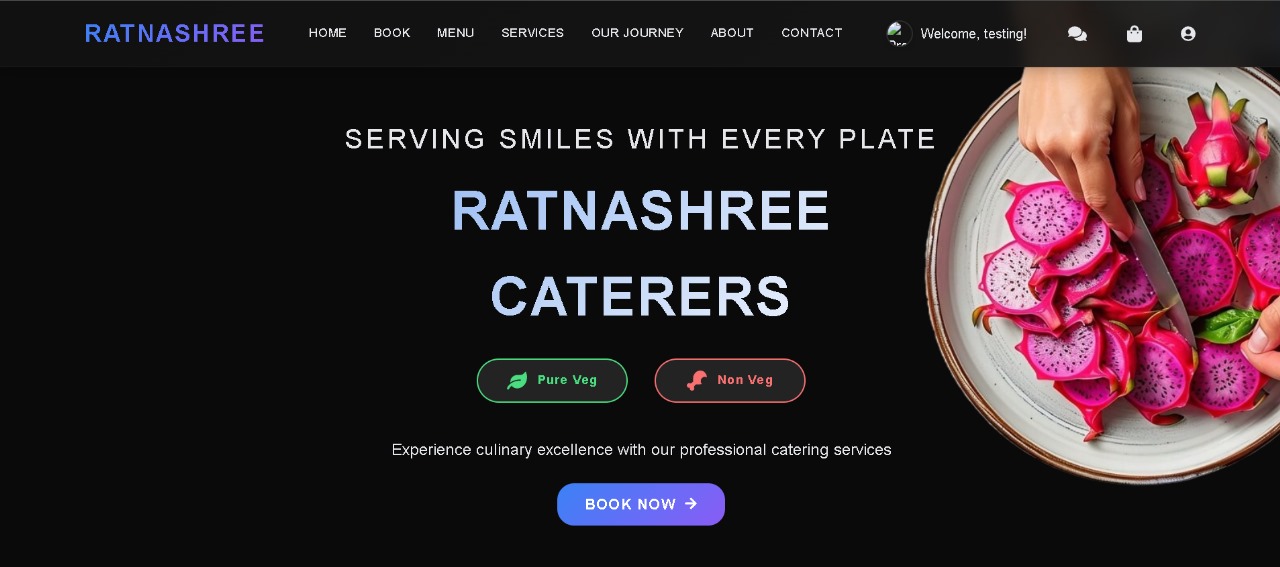 RATNASHREE
HOME
BOOK
MENU
SERVICES
OUR JOURNEY
ABOUT
CONTACT
Welcome, testing!
SERVING SMILES WITH EVERY PLATE
RATNASHREE
CATERERS
Pure Veg
Non Veg
Experience culinary excellence with our professional catering services
BOOK NOW →